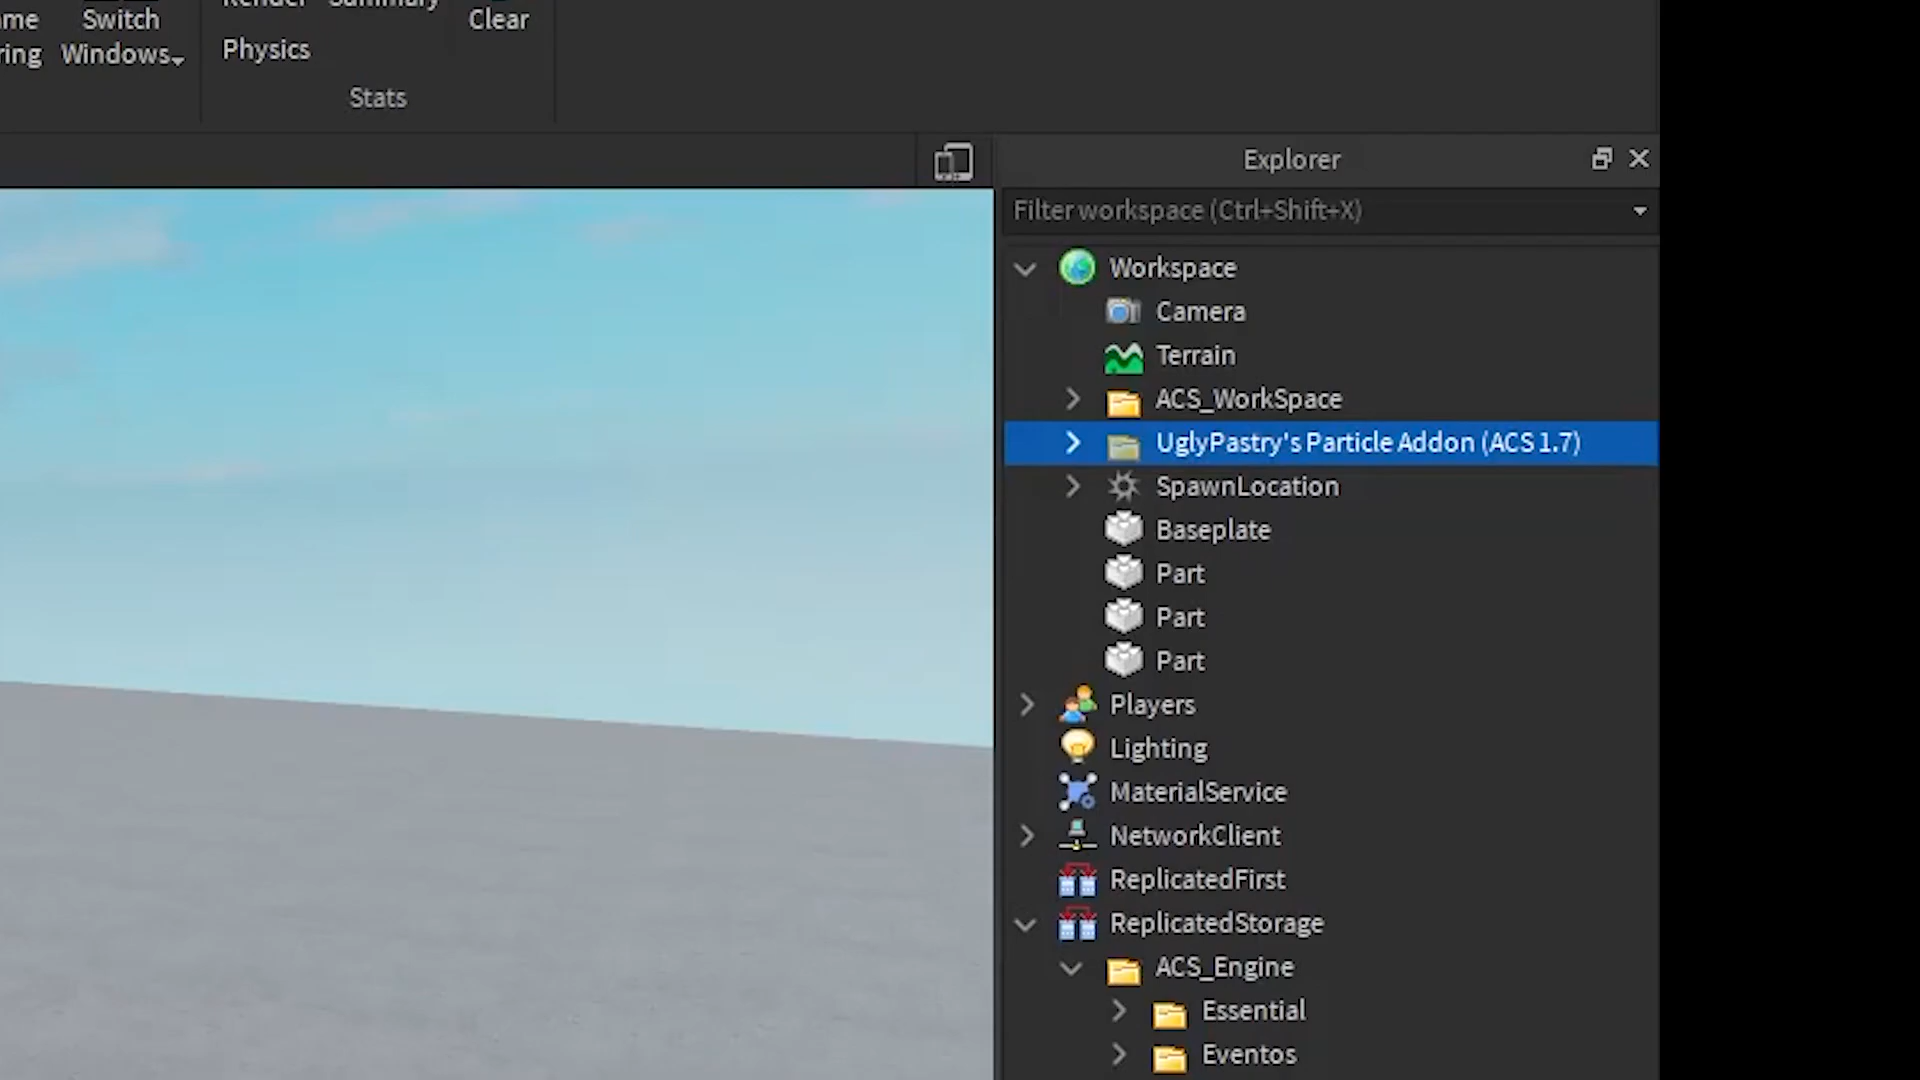 Switch
Windows
Physics
Summary
Clear
Stats
Explorer
Filter workspace (Ctrl+Shift+X)
Workspace
Camera
Terrain
ACS_WorkSpace
UglyPastry's Particle Addon (ACS 1.7)
SpawnLocation
Baseplate
Part
Part
Part
Players
Lighting
MaterialService
NetworkClient
ReplicatedFirst
ReplicatedStorage
ACS_Engine
Essential
Eventos